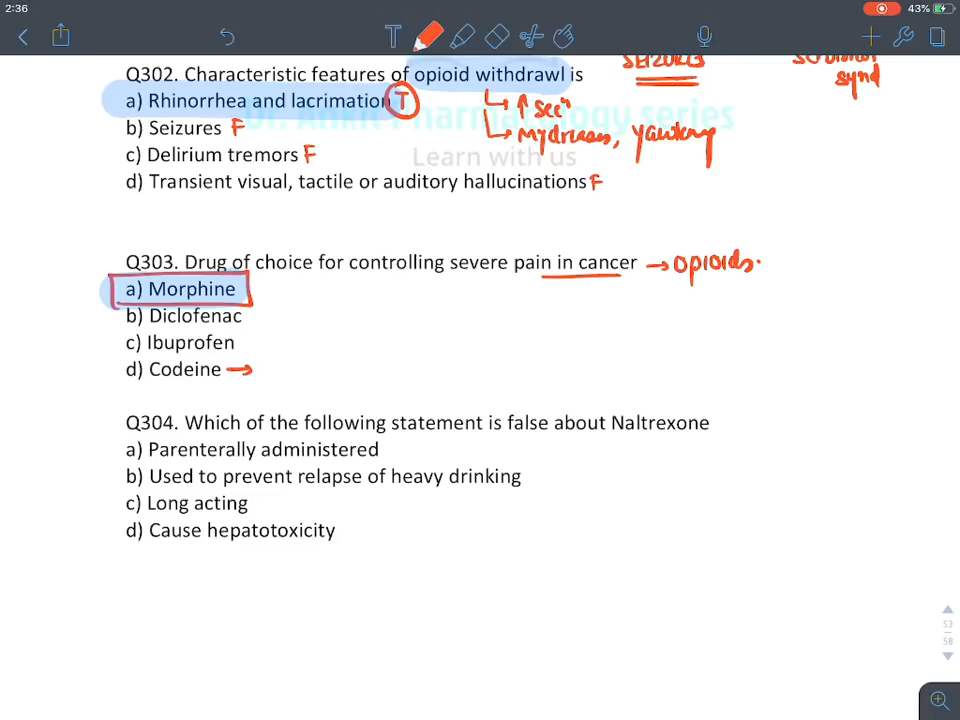 2:36
43%
SEIZURES
synd
Q302. Characteristic features of opioid withdrawl is
a) Rhinorrhea and lacrimation T
↑ Secⁿ
b) Seizures F
Mydriasis, Yawning
c) Delirium tremors F
Learn with us
d) Transient visual, tactile or auditory hallucinations F
Q303. Drug of choice for controlling severe pain in cancer → opioids.
a) Morphine
b) Diclofenac
c) Ibuprofen
d) Codeine →
Q304. Which of the following statement is false about Naltrexone
a) Parenterally administered
b) Used to prevent relapse of heavy drinking
c) Long acting
d) Cause hepatotoxicity
53
58